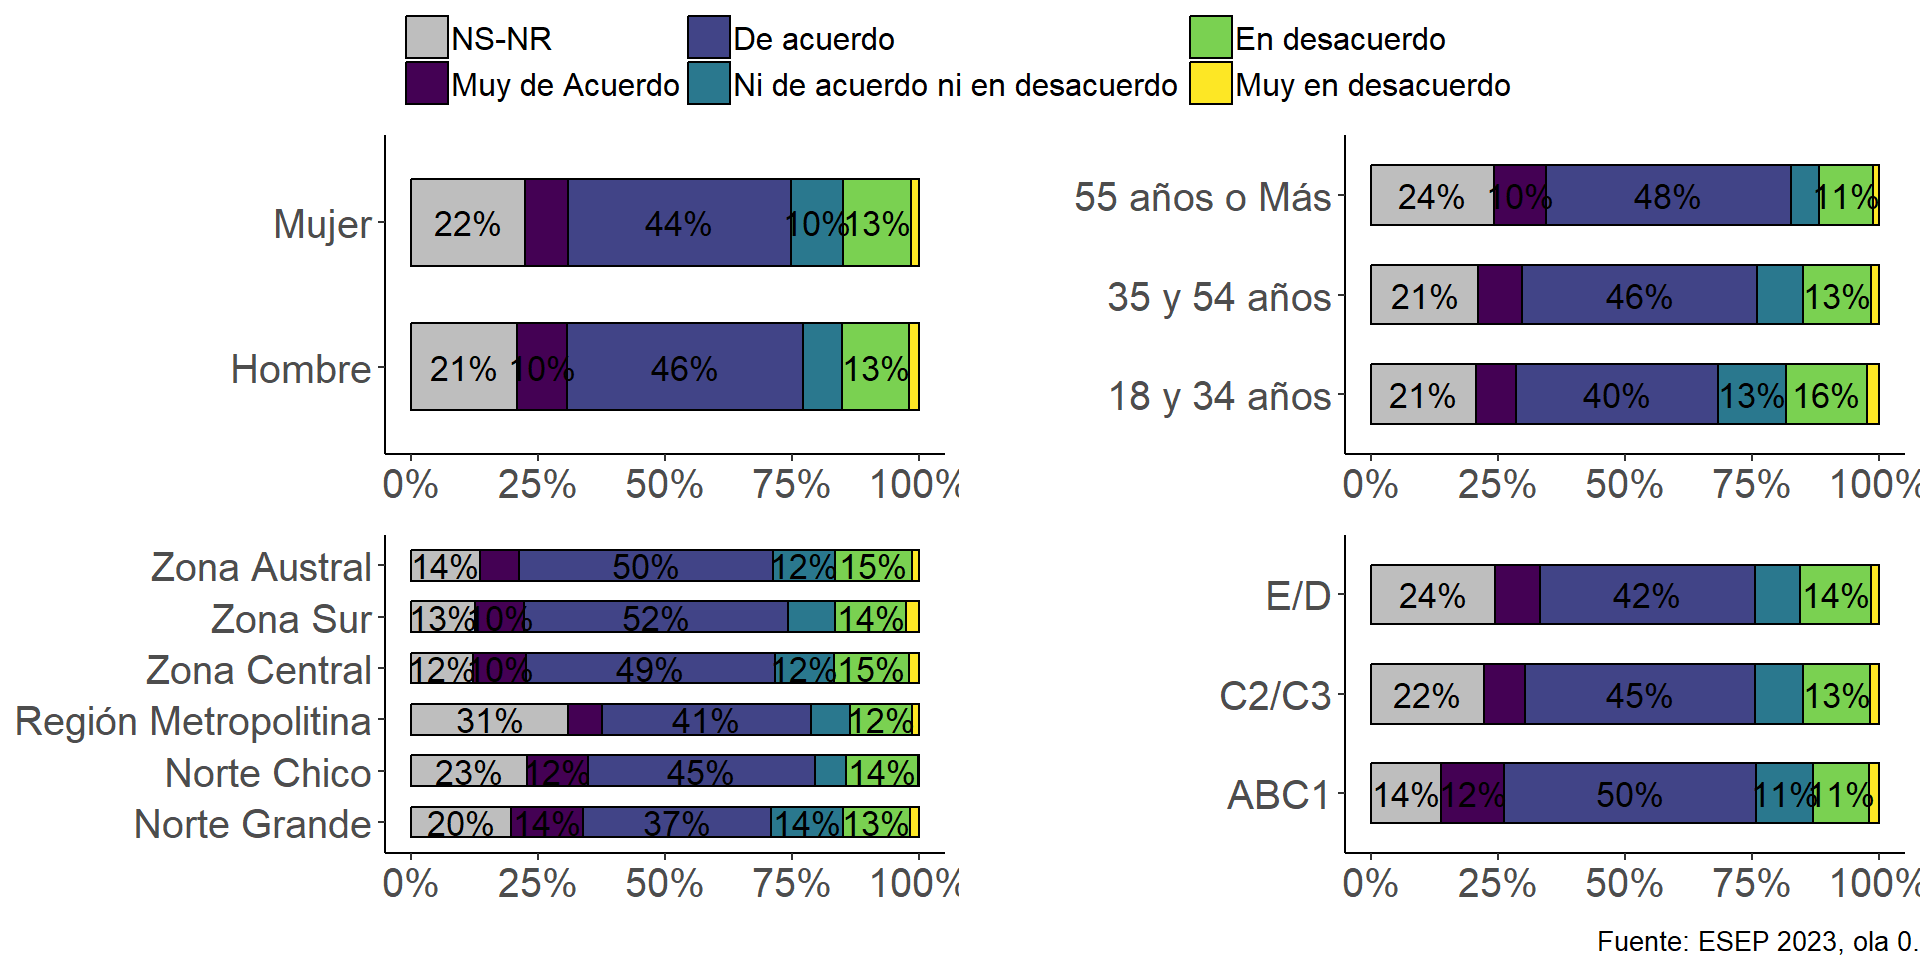 NS-NR De acuerdo En desacuerdo
Muy de Acuerdo Ni de acuerdo ni en desacuerdo Muy en desacuerdo
Mujer 22% 44% 10% 13%
Hombre 21% 10% 46% 13%
0% 25% 50% 75% 100%
55 años o Más 24% 10% 48% 11%
35 y 54 años 21% 46% 13%
18 y 34 años 21% 40% 13% 16%
0% 25% 50% 75% 100%
Zona Austral 14% 50% 12% 15%
Zona Sur 13% 10% 52% 14%
Zona Central 12% 10% 49% 12% 15%
Región Metropolitina 31% 41% 12%
Norte Chico 23% 12% 45% 14%
Norte Grande 20% 14% 37% 14% 13%
0% 25% 50% 75% 100%
E/D 24% 42% 14%
C2/C3 22% 45% 13%
ABC1 14% 12% 50% 11% 11%
0% 25% 50% 75% 100%
Fuente: ESEP 2023, ola 0.